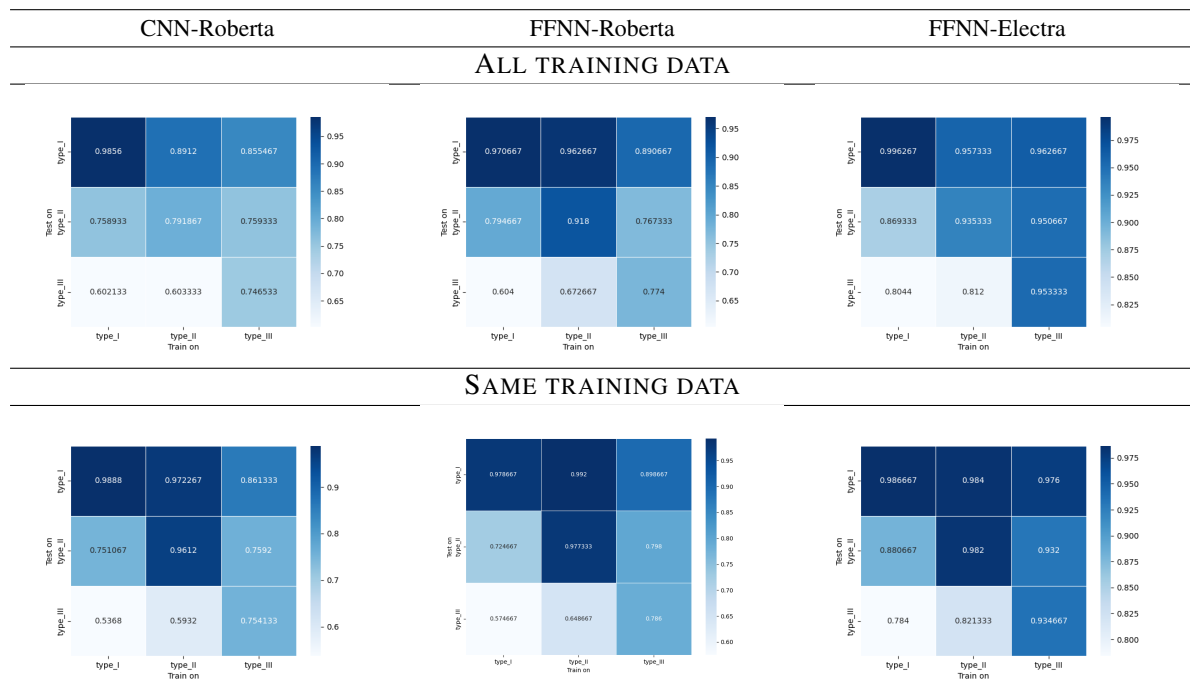 CNN-Roberta FFNN-Roberta FFNN-Electra
ALL TRAINING DATA
type_I 0.9856 0.8912 0.855467
Test on type_II 0.758933 0.791867 0.759333
type_III 0.602133 0.603333 0.746533
type_I type_II type_III
Train on
0.95
0.90
0.85
0.80
0.75
0.70
0.65
type_I 0.970667 0.962667 0.890667
Test on type_II 0.794667 0.918 0.767333
type_III 0.604 0.672667 0.774
type_I type_II type_III
Train on
0.95
0.90
0.85
0.80
0.75
0.70
0.65
type_I 0.996267 0.957333 0.962667
Test on type_II 0.869333 0.935333 0.950667
type_III 0.8044 0.812 0.953333
type_I type_II type_III
Train on
0.975
0.950
0.925
0.900
0.875
0.850
0.825
SAME TRAINING DATA
type_I 0.9888 0.972267 0.861333
Test on type_II 0.751067 0.9612 0.7592
type_III 0.5368 0.5932 0.754133
type_I type_II type_III
Train on
0.9
0.8
0.7
0.6
type_I 0.978667 0.992 0.898667
Test on type_II 0.724667 0.977333 0.798
type_III 0.574667 0.648667 0.786
type_I type_II type_III
Train on
0.95
0.90
0.85
0.80
0.75
0.70
0.65
0.60
type_I 0.986667 0.984 0.976
Test on type_II 0.880667 0.982 0.932
type_III 0.784 0.821333 0.934667
type_I type_II type_III
Train on
0.975
0.950
0.925
0.900
0.875
0.850
0.825
0.800